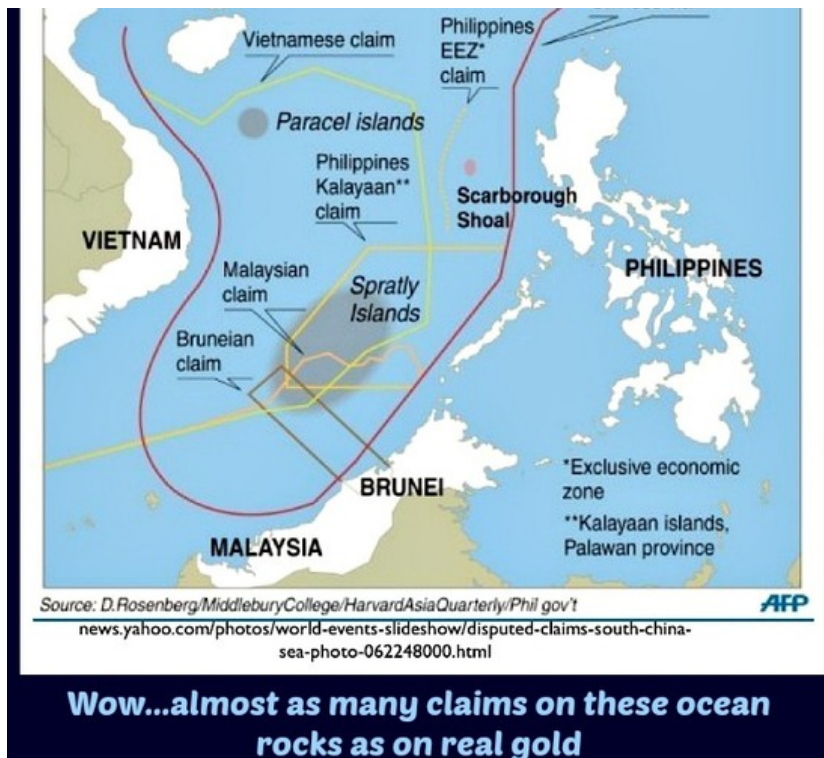 Philippines
EEZ*
claim
Vietnamese claim
Paracel islands
Philippines
Kalayaan**
claim
Scarborough
Shoal
VIETNAM
PHILIPPINES
Malaysian
claim
Spratly
Islands
Bruneian
claim
*Exclusive economic
zone
**Kalayaan islands,
Palawan province
BRUNEI
MALAYSIA
Source: D.Rosenberg/MiddleburyCollege/HarvardAsiaQuarterly/Phil gov't
AFP
news.yahoo.com/photos/world-events-slideshow/disputed-claims-south-china-
sea-photo-062248000.html
Wow...almost as many claims on these ocean
rocks as on real gold